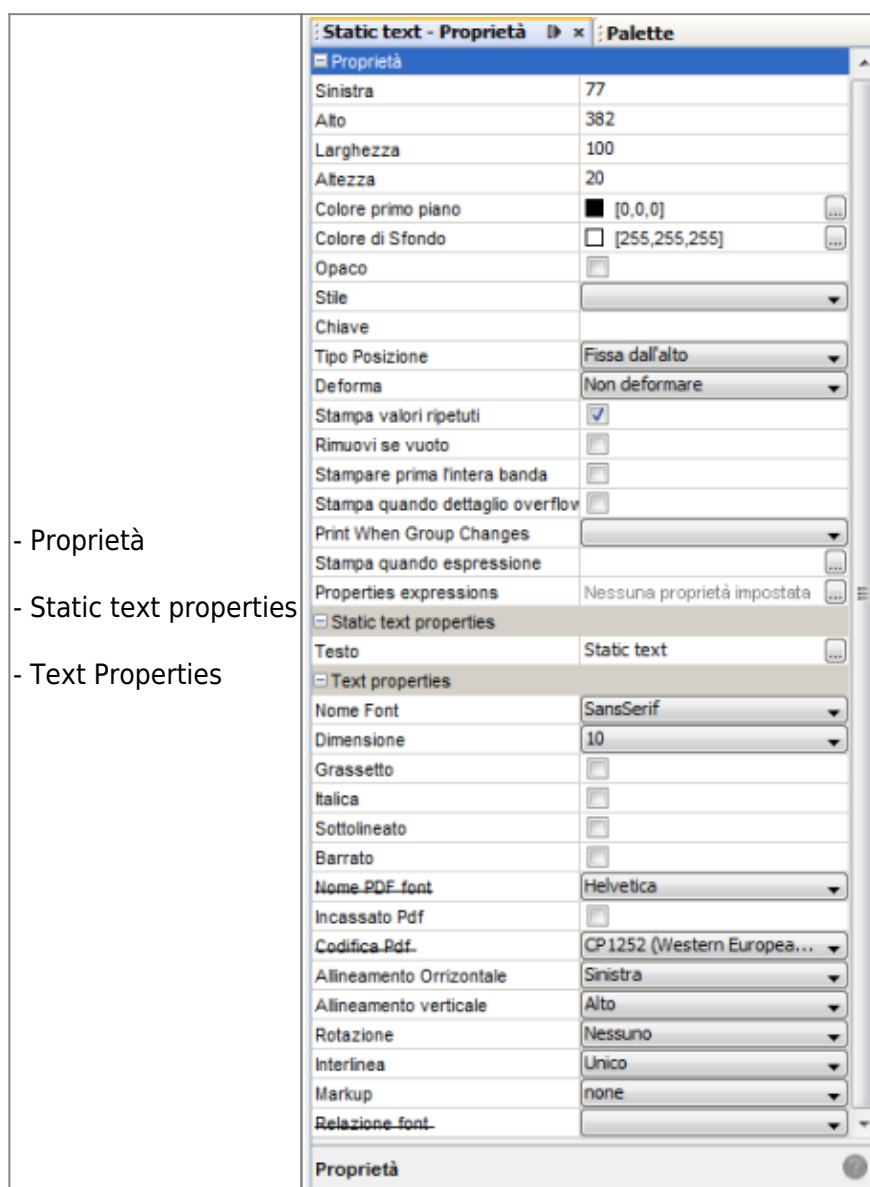 - Proprietà
- Static text properties
- Text Properties
Static text - Proprietà × Palette
Proprietà
Sinistra 77
Alto 382
Larghezza 100
Altezza 20
Colore primo piano [0,0,0] ...
Colore di Sfondo [255,255,255] ...
Opaco
Stile
Chiave
Tipo Posizione Fissa dall'alto
Deforma Non deformare
Stampa valori ripetuti
Rimuovi se vuoto
Stampare prima l'intera banda
Stampa quando dettaglio overflow
Print When Group Changes
Stampa quando espressione ...
Properties expressions Nessuna proprietà impostata ...
Static text properties
Testo Static text ...
Text properties
Nome Font SansSerif
Dimensione 10
Grassetto
Italica
Sottolineato
Barrato
Nome PDF font Helvetica
Incassato Pdf
Codifica Pdf CP1252 (Western Europea...
Allineamento Orrizontale Sinistra
Allineamento verticale Alto
Rotazione Nessuno
Interlinea Unico
Markup none
Relazione font
Proprietà ?